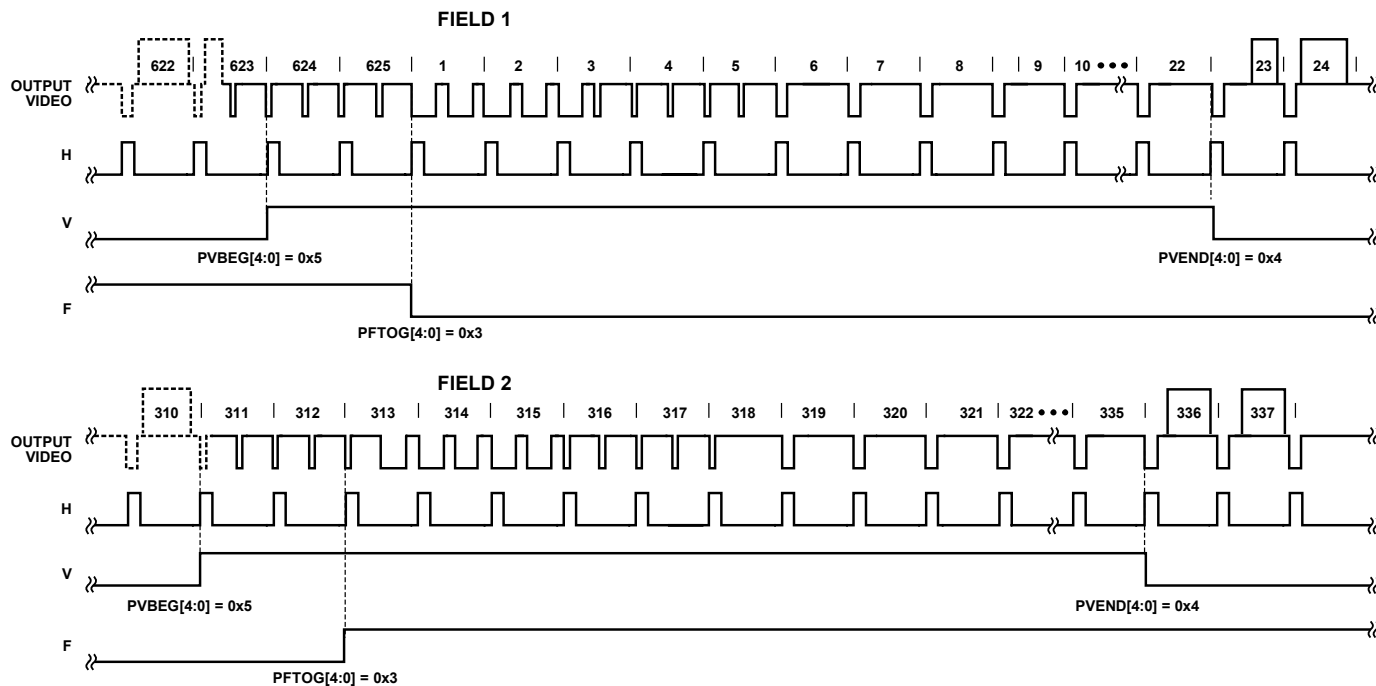 FIELD 1
622 623 624 625 1 2 3 4 5 6 7 8 9 10 ••• 22 23 24
OUTPUT
VIDEO
H
V
PVBEG[4:0] = 0x5 PVEND[4:0] = 0x4
F
PFTOG[4:0] = 0x3
FIELD 2
310 311 312 313 314 315 316 317 318 319 320 321 322 ••• 335 336 337
OUTPUT
VIDEO
H
V
PVBEG[4:0] = 0x5 PVEND[4:0] = 0x4
F
PFTOG[4:0] = 0x3